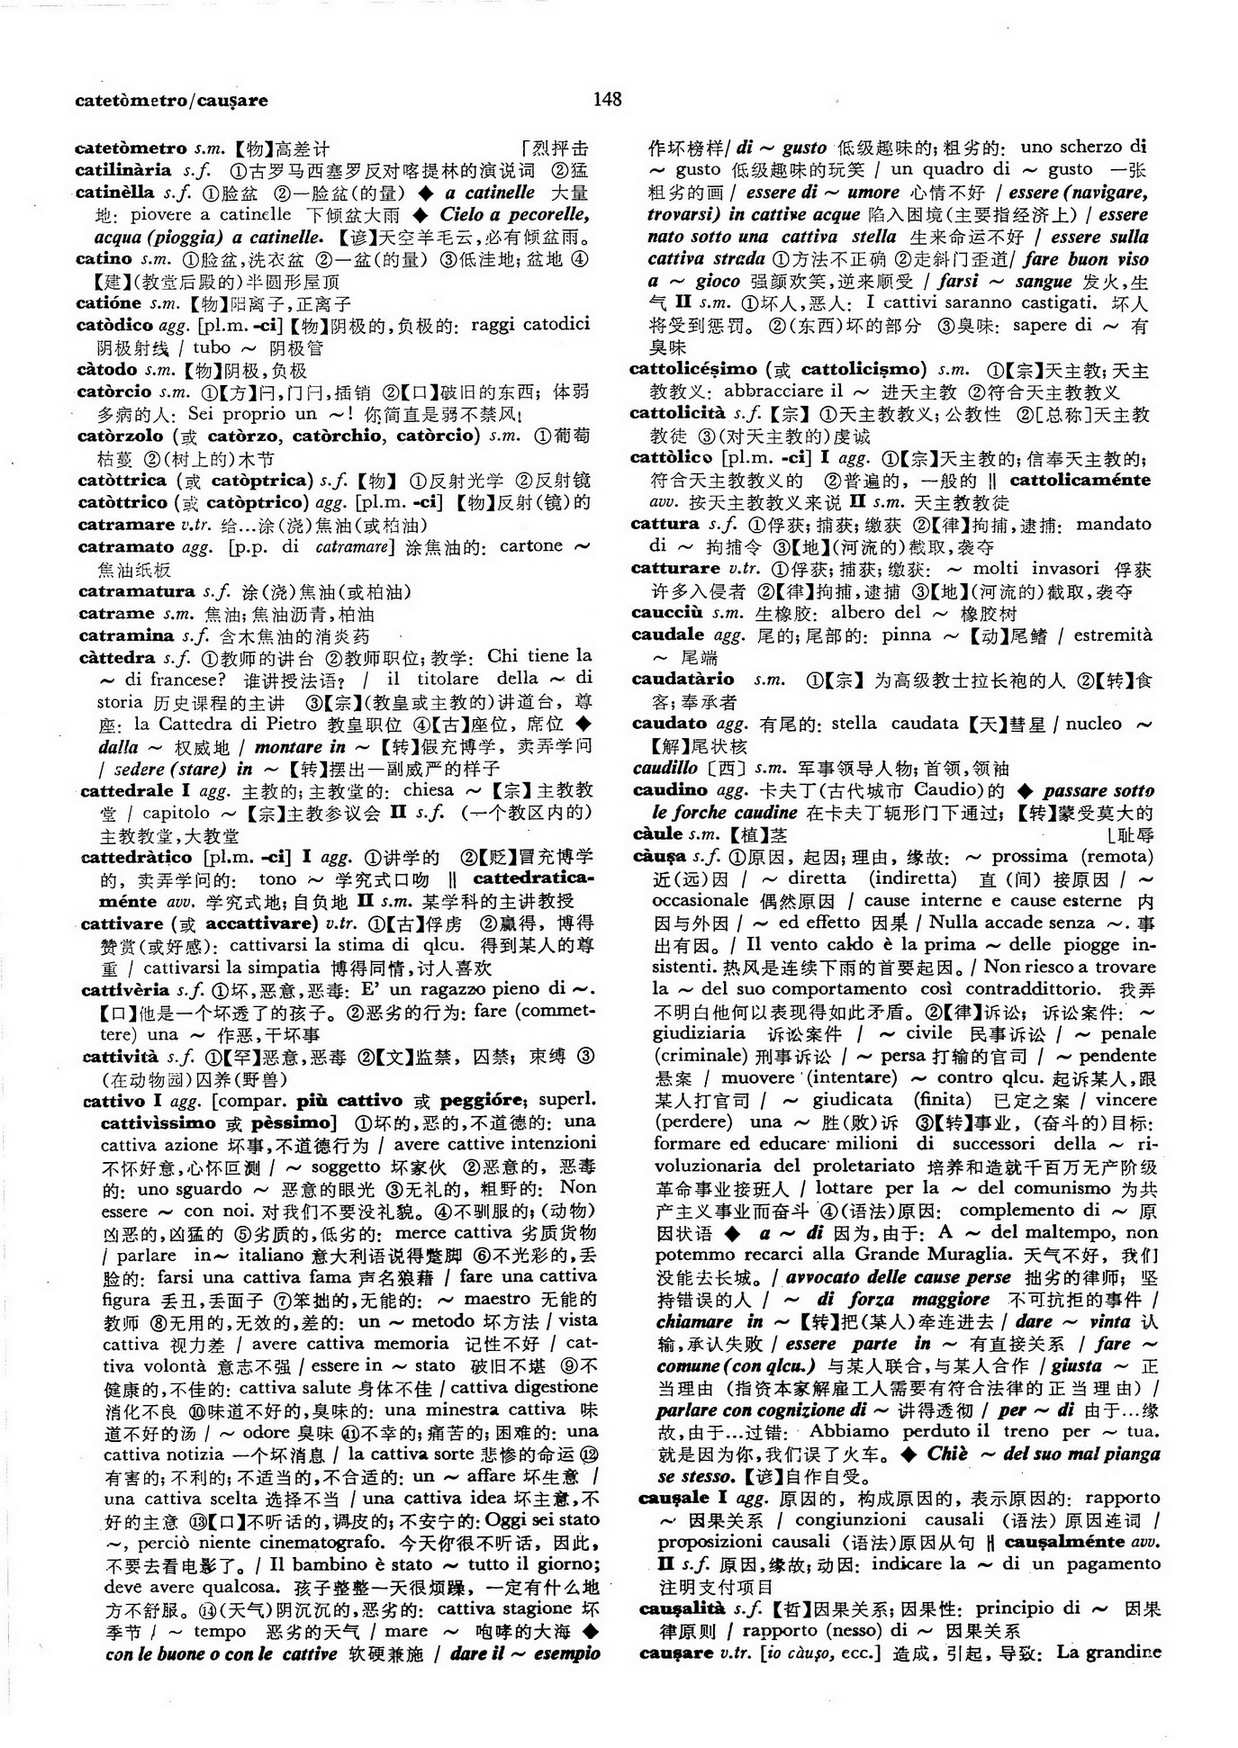 catetòmetro/cauṣare
148
catetòmetro s.m. 【物】高差计 「烈抨击
catilinària s.f. ①古罗马西塞罗反对喀提林的演说词 ②猛
catinèlla s.f. ①脸盆 ②一脸盆(的量) ◆ a catinelle 大量
地: piovere a catinelle 下倾盆大雨 ◆ Cielo a pecorelle,
acqua (pioggia) a catinelle. 【谚】天空羊毛云,必有倾盆雨。
catino s.m. ①脸盆,洗衣盆 ②一盆(的量) ③低洼地; 盆地 ④
【建】(教堂后殿的)半圆形屋顶
catióne s.m. 【物】阳离子,正离子
catòdico agg. [pl.m. -ci] 【物】阴极的,负极的: raggi catodici
阴极射线 / tubo ~ 阴极管
càtodo s.m. 【物】阴极,负极
catòrcio s.m. ①【方】闩,门闩,插销 ②【口】破旧的东西; 体弱
多病的人: Sei proprio un ~! 你简直是弱不禁风!
catòrzolo (或 catòrzo, catòrchio, catòrcio) s.m. ①葡萄
枯蔓 ②(树上的)木节
catòttrica (或 catòptrica) s.f. 【物】 ①反射光学 ②反射镜
catòttrico (或 catòptrico) agg. [pl.m. -ci] 【物】反射(镜)的
catramare v.tr. 给…涂(浇)焦油(或柏油)
catramato agg. [p.p. di catramare] 涂焦油的: cartone ~
焦油纸板
catramatura s.f. 涂(浇)焦油(或柏油)
catrame s.m. 焦油; 焦油沥青,柏油
catramina s.f. 含木焦油的消炎药
càttedra s.f. ①教师的讲台 ②教师职位; 教学: Chi tiene la
~ di francese? 谁讲授法语? / il titolare della ~ di
storia 历史课程的主讲 ③【宗】(教皇或主教的)讲道台, 尊
座: la Cattedra di Pietro 教皇职位 ④【古】座位, 席位 ◆
dalla ~ 权威地 / montare in ~ 【转】假充博学, 卖弄学问
/ sedere (stare) in ~ 【转】摆出一副威严的样子
cattedrale I agg. 主教的; 主教堂的: chiesa ~ 【宗】主教教
堂 / capitolo ~ 【宗】主教参议会 II s.f. (一个教区内的)
主教教堂,大教堂
cattedràtico [pl.m. -ci] I agg. ①讲学的 ②【贬】冒充博学
的, 卖弄学问的: tono ~ 学究式口吻 ‖ cattedratica-
ménte avv. 学究式地; 自负地 II s.m. 某学科的主讲教授
cattivare (或 accattivare) v.tr. ①【古】俘虏 ②赢得, 博得
赞赏(或好感): cattivarsi la stima di qlcu. 得到某人的尊
重 / cattivarsi la simpatia 博得同情,讨人喜欢
cattivèria s.f. ①坏,恶意,恶毒: E' un ragazzo pieno di ~.
【口】他是一个坏透了的孩子。 ②恶劣的行为: fare (commet-
tere) una ~ 作恶,干坏事
cattività s.f. ①【罕】恶意,恶毒 ②【文】监禁, 囚禁; 束缚 ③
(在动物园)囚养(野兽)
cattivo I agg. [compar. più cattivo 或 peggióre; superl.
cattivìssimo 或 pèssimo] ①坏的,恶的,不道德的: una
cattiva azione 坏事,不道德行为 / avere cattive intenzioni
不怀好意,心怀叵测 / ~ soggetto 坏家伙 ②恶意的, 恶毒
的: uno sguardo ~ 恶意的眼光 ③无礼的, 粗野的: Non
essere ~ con noi. 对我们不要没礼貌。 ④不驯服的; (动物)
凶恶的,凶猛的 ⑤劣质的,低劣的: merce cattiva 劣质货物
/ parlare in ~ italiano 意大利语说得蹩脚 ⑥不光彩的,丢
脸的: farsi una cattiva fama 声名狼藉 / fare una cattiva
figura 丢丑,丢面子 ⑦笨拙的,无能的: ~ maestro 无能的
教师 ⑧无用的,无效的,差的: un ~ metodo 坏方法 / vista
cattiva 视力差 / avere cattiva memoria 记性不好 / cat-
tiva volontà 意志不强 / essere in ~ stato 破旧不堪 ⑨不
健康的,不佳的: cattiva salute 身体不佳 / cattiva digestione
消化不良 ⑩味道不好的,臭味的: una minestra cattiva 味
道不好的汤 / ~ odore 臭味 ⑪不幸的; 痛苦的; 困难的: una
cattiva notizia 一个坏消息 / la cattiva sorte 悲惨的命运 ⑫
有害的; 不利的; 不适当的,不合适的: un ~ affare 坏生意 /
una cattiva scelta 选择不当 / una cattiva idea 坏主意,不
好的主意 ⑬【口】不听话的,调皮的; 不安宁的: Oggi sei stato
~, perciò niente cinematografo. 今天你很不听话, 因此,
不要去看电影了。 / Il bambino è stato ~ tutto il giorno;
deve avere qualcosa. 孩子整整一天很烦躁, 一定有什么地
方不舒服。 ⑭(天气)阴沉沉的,恶劣的: cattiva stagione 坏
季节 / ~ tempo 恶劣的天气 / mare ~ 咆哮的大海 ◆
con le buone o con le cattive 软硬兼施 / dare il ~ esempio
作坏榜样/ di ~ gusto 低级趣味的; 粗劣的: uno scherzo di
~ gusto 低级趣味的玩笑 / un quadro di ~ gusto 一张
粗劣的画 / essere di ~ umore 心情不好 / essere (navigare,
trovarsi) in cattive acque 陷入困境(主要指经济上) / essere
nato sotto una cattiva stella 生来命运不好 / essere sulla
cattiva strada ①方法不正确 ②走斜门歪道/ fare buon viso
a ~ gioco 强颜欢笑,逆来顺受 / farsi ~ sangue 发火,生
气 II s.m. ①坏人,恶人: I cattivi saranno castigati. 坏人
将受到惩罚。 ②(东西)坏的部分 ③臭味: sapere di ~ 有
臭味
cattolicéṣimo (或 cattoliciṣmo) s.m. ①【宗】天主教; 天主
教教义: abbracciare il ~ 进天主教 ②符合天主教教义
cattolicità s.f. 【宗】 ①天主教教义; 公教性 ②[总称]天主教
教徒 ③(对天主教的)虔诚
cattòlico [pl.m. -ci] I agg. ①【宗】天主教的; 信奉天主教的;
符合天主教教义的 ②普遍的, 一般的 ‖ cattolicaménte
avv. 按天主教教义来说 II s.m. 天主教教徒
cattura s.f. ①俘获; 捕获; 缴获 ②【律】拘捕,逮捕: mandato
di ~ 拘捕令 ③【地】(河流的)截取,袭夺
catturare v.tr. ①俘获; 捕获; 缴获: ~ molti invasori 俘获
许多入侵者 ②【律】拘捕,逮捕 ③【地】(河流的)截取,袭夺
caucciù s.m. 生橡胶: albero del ~ 橡胶树
caudale agg. 尾的; 尾部的: pinna ~ 【动】尾鳍 / estremità
~ 尾端
caudatàrio s.m. ①【宗】 为高级教士拉长袍的人 ②【转】食
客; 奉承者
caudato agg. 有尾的: stella caudata 【天】彗星 / nucleo ~
【解】尾状核
caudillo 〔西〕 s.m. 军事领导人物; 首领,领袖
caudino agg. 卡夫丁(古代城市 Caudio)的 ◆ passare sotto
le forche caudine 在卡夫丁轭形门下通过; 【转】蒙受莫大的
càule s.m. 【植】茎 ⌊耻辱
càuṣa s.f. ①原因, 起因; 理由, 缘故: ~ prossima (remota)
近(远)因 / ~ diretta (indiretta) 直 (间) 接原因 / ~
occasionale 偶然原因 / cause interne e cause esterne 内
因与外因 / ~ ed effetto 因果 / Nulla accade senza ~. 事
出有因。 / Il vento caldo è la prima ~ delle piogge in-
sistenti. 热风是连续下雨的首要起因。 / Non riesco a trovare
la ~ del suo comportamento così contraddittorio. 我弄
不明白他何以表现得如此矛盾。 ②【律】诉讼; 诉讼案件: ~
giudiziaria 诉讼案件 / ~ civile 民事诉讼 / ~ penale
(criminale) 刑事诉讼 / ~ persa 打输的官司 / ~ pendente
悬案 / muovere (intentare) ~ contro qlcu. 起诉某人,跟
某人打官司 / ~ giudicata (finita) 已定之案 / vincere
(perdere) una ~ 胜(败)诉 ③【转】事业, (奋斗的)目标:
formare ed educare milioni di successori della ~ ri-
voluzionaria del proletariato 培养和造就千百万无产阶级
革命事业接班人 / lottare per la ~ del comunismo 为共
产主义事业而奋斗 ④(语法)原因: complemento di ~ 原
因状语 ◆ a ~ di 因为,由于: A ~ del maltempo, non
potemmo recarci alla Grande Muraglia. 天气不好, 我们
没能去长城。 / avvocato delle cause perse 拙劣的律师; 坚
持错误的人 / ~ di forza maggiore 不可抗拒的事件 /
chiamare in ~ 【转】把(某人)牵连进去 / dare ~ vinta 认
输,承认失败 / essere parte in ~ 有直接关系 / fare ~
comune (con qlcu.) 与某人联合,与某人合作 / giusta ~ 正
当理由 (指资本家解雇工人需要有符合法律的正当理由) /
parlare con cognizione di ~ 讲得透彻 / per ~ di 由于…缘
故,由于…过错: Abbiamo perduto il treno per ~ tua.
就是因为你,我们误了火车。 ◆ Chiè ~ del suo mal pianga
se stesso. 【谚】自作自受。
cauṣale I agg. 原因的, 构成原因的, 表示原因的: rapporto
~ 因果关系 / congiunzioni causali (语法) 原因连词 /
proposizioni causali (语法)原因从句 ‖ cauṣalménte avv.
II s.f. 原因,缘故; 动因: indicare la ~ di un pagamento
注明支付项目
cauṣalità s.f. 【哲】因果关系; 因果性: principio di ~ 因果
律原则 / rapporto (nesso) di ~ 因果关系
cauṣare v.tr. [io càuṣo, ecc.] 造成, 引起, 导致: La grandine